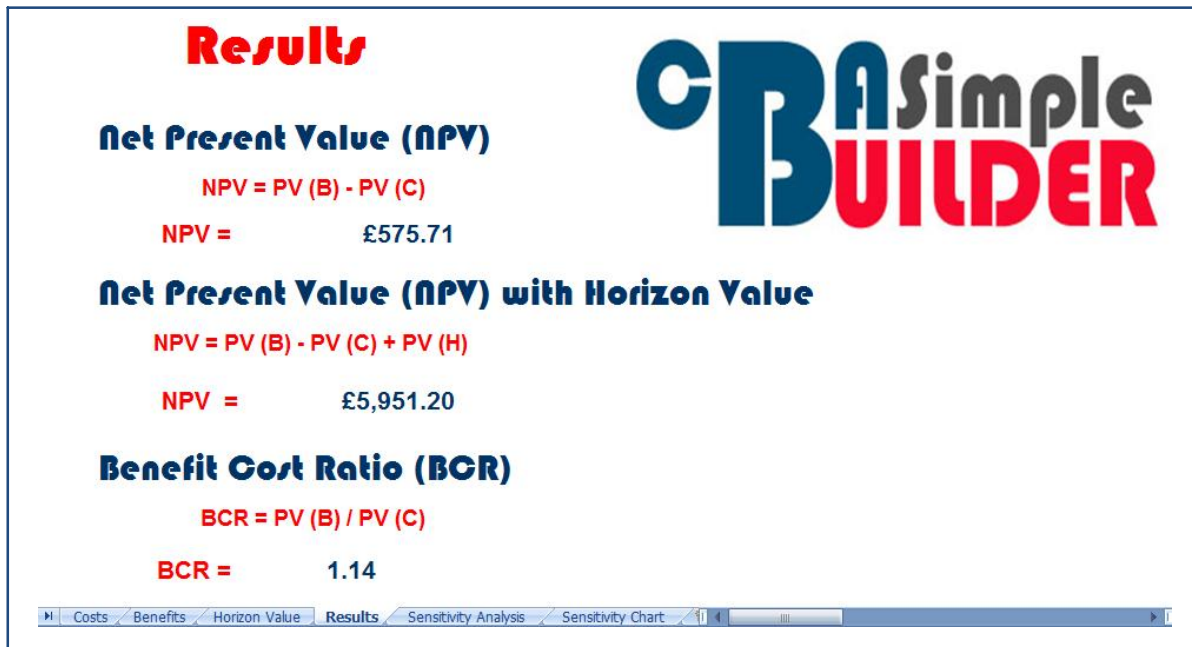 Results
CBA Simple
BUILDER
Net Present Value (NPV)
NPV = PV (B) - PV (C)
NPV = £575.71
Net Present Value (NPV) with Horizon Value
NPV = PV (B) - PV (C) + PV (H)
NPV = £5,951.20
Benefit Cost Ratio (BCR)
BCR = PV (B) / PV (C)
BCR = 1.14
Costs Benefits Horizon Value Results Sensitivity Analysis Sensitivity Chart